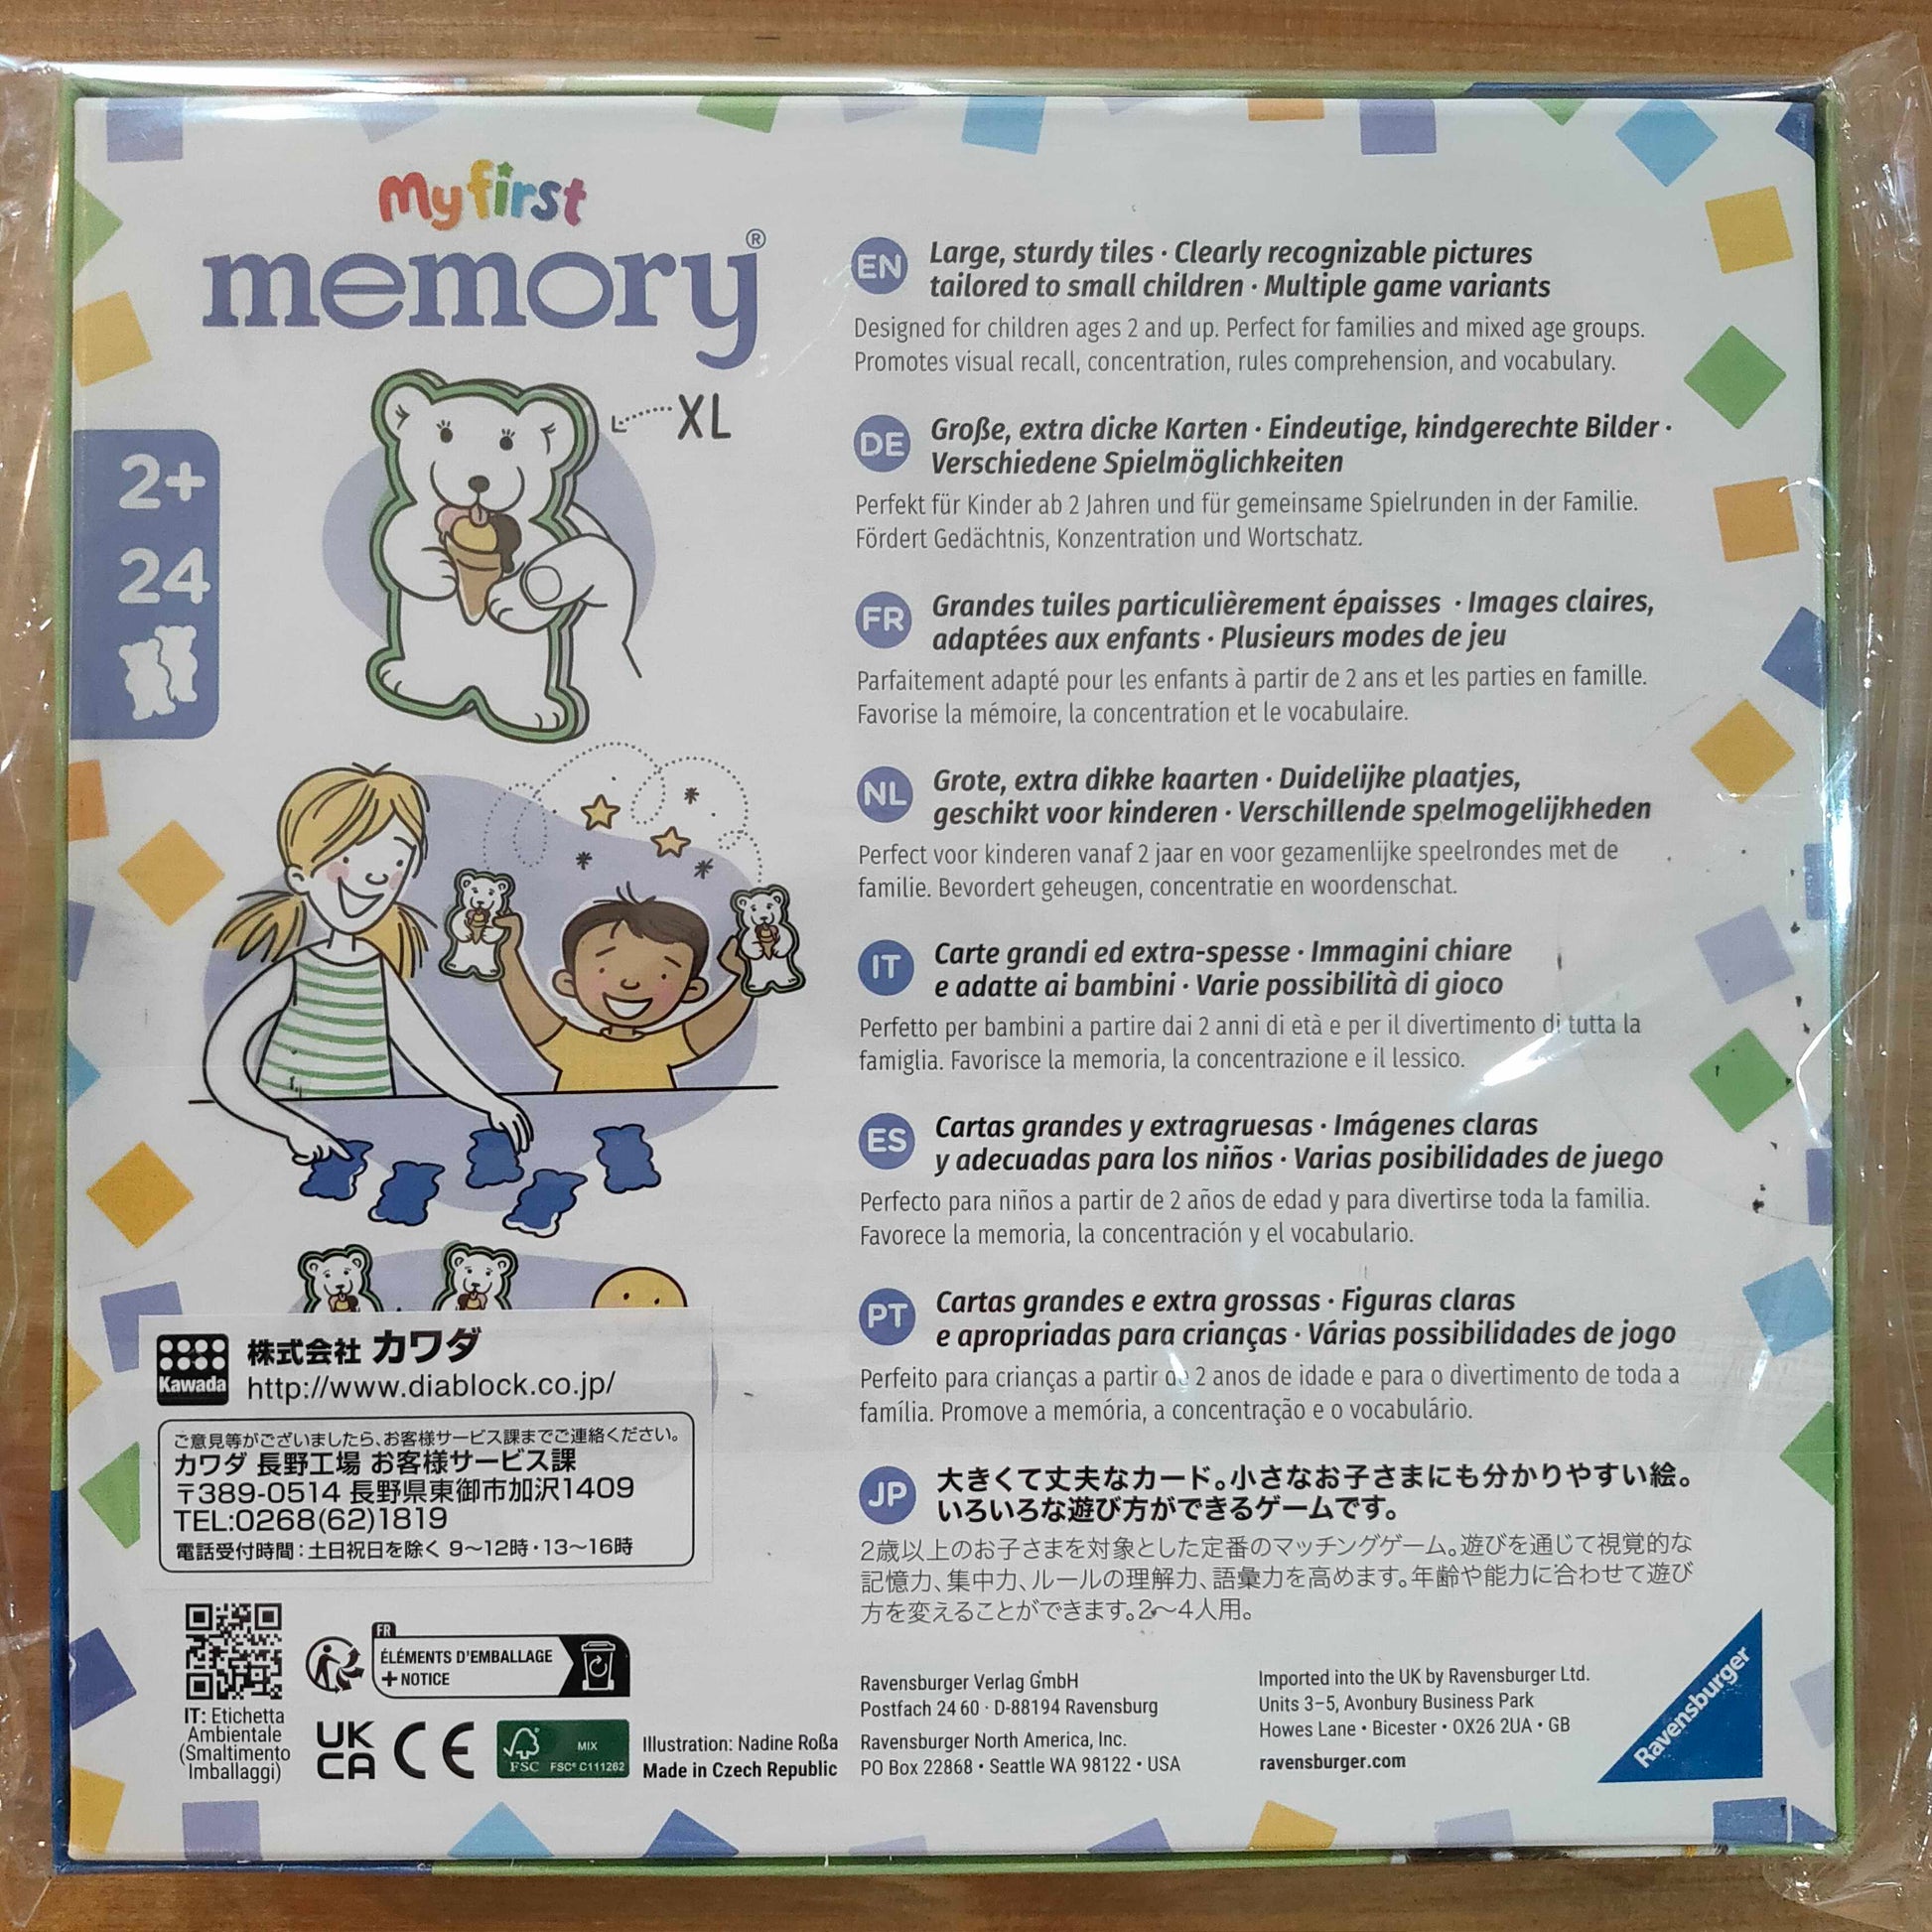 My first
memory®
XL
2+
24
EN
Large, sturdy tiles · Clearly recognizable pictures
tailored to small children · Multiple game variants
Designed for children ages 2 and up. Perfect for families and mixed age groups.
Promotes visual recall, concentration, rules comprehension, and vocabulary.
DE
Große, extra dicke Karten · Eindeutige, kindgerechte Bilder ·
Verschiedene Spielmöglichkeiten
Perfekt für Kinder ab 2 Jahren und für gemeinsame Spielrunden in der Familie.
Fördert Gedächtnis, Konzentration und Wortschatz.
FR
Grandes tuiles particulièrement épaisses · Images claires,
adaptées aux enfants · Plusieurs modes de jeu
Parfaitement adapté pour les enfants à partir de 2 ans et les parties en famille.
Favorise la mémoire, la concentration et le vocabulaire.
NL
Grote, extra dikke kaarten · Duidelijke plaatjes,
geschikt voor kinderen · Verschillende spelmogelijkheden
Perfect voor kinderen vanaf 2 jaar en voor gezamenlijke speelrondes met de
familie. Bevordert geheugen, concentratie en woordenschat.
IT
Carte grandi ed extra-spesse · Immagini chiare
e adatte ai bambini · Varie possibilità di gioco
Perfetto per bambini a partire dai 2 anni di età e per il divertimento di tutta la
famiglia. Favorisce la memoria, la concentrazione e il lessico.
ES
Cartas grandes y extragruesas · Imágenes claras
y adecuadas para los niños · Varias posibilidades de juego
Perfecto para niños a partir de 2 años de edad y para divertirse toda la familia.
Favorece la memoria, la concentración y el vocabulario.
PT
Cartas grandes e extra grossas · Figuras claras
e apropriadas para crianças · Várias possibilidades de jogo
Perfeito para crianças a partir de 2 anos de idade e para o divertimento de toda a
família. Promove a memória, a concentração e o vocabulário.
JP
大きくて丈夫なカード。小さなお子さまにも分かりやすい絵。
いろいろな遊び方ができるゲームです。
2歳以上のお子さまを対象とした定番のマッチングゲーム。遊びを通じて視覚的な
記憶力、集中力、ルールの理解力、語彙力を高めます。年齢や能力に合わせて遊び
方を変えることができます。2〜4人用。
Kawada
株式会社 カワダ
http://www.diablock.co.jp/
ご意見等がございましたら、お客様サービス課までご連絡ください。
カワダ 長野工場 お客様サービス課
〒389-0514 長野県東御市加沢1409
TEL:0268(62)1819
電話受付時間：土日祝日を除く 9〜12時・13〜16時
IT: Etichetta
Ambientale
(Smaltimento
Imballaggi)
FR
ÉLÉMENTS D'EMBALLAGE
+ NOTICE
UK
CA
CE
FSC
MIX
FSC® C111262
Illustration: Nadine Roßa
Made in Czech Republic
Ravensburger Verlag GmbH
Postfach 24 60 · D-88194 Ravensburg
Ravensburger North America, Inc.
PO Box 22868 • Seattle WA 98122 • USA
Imported into the UK by Ravensburger Ltd.
Units 3–5, Avonbury Business Park
Howes Lane • Bicester • OX26 2UA • GB
ravensburger.com
Ravensburger